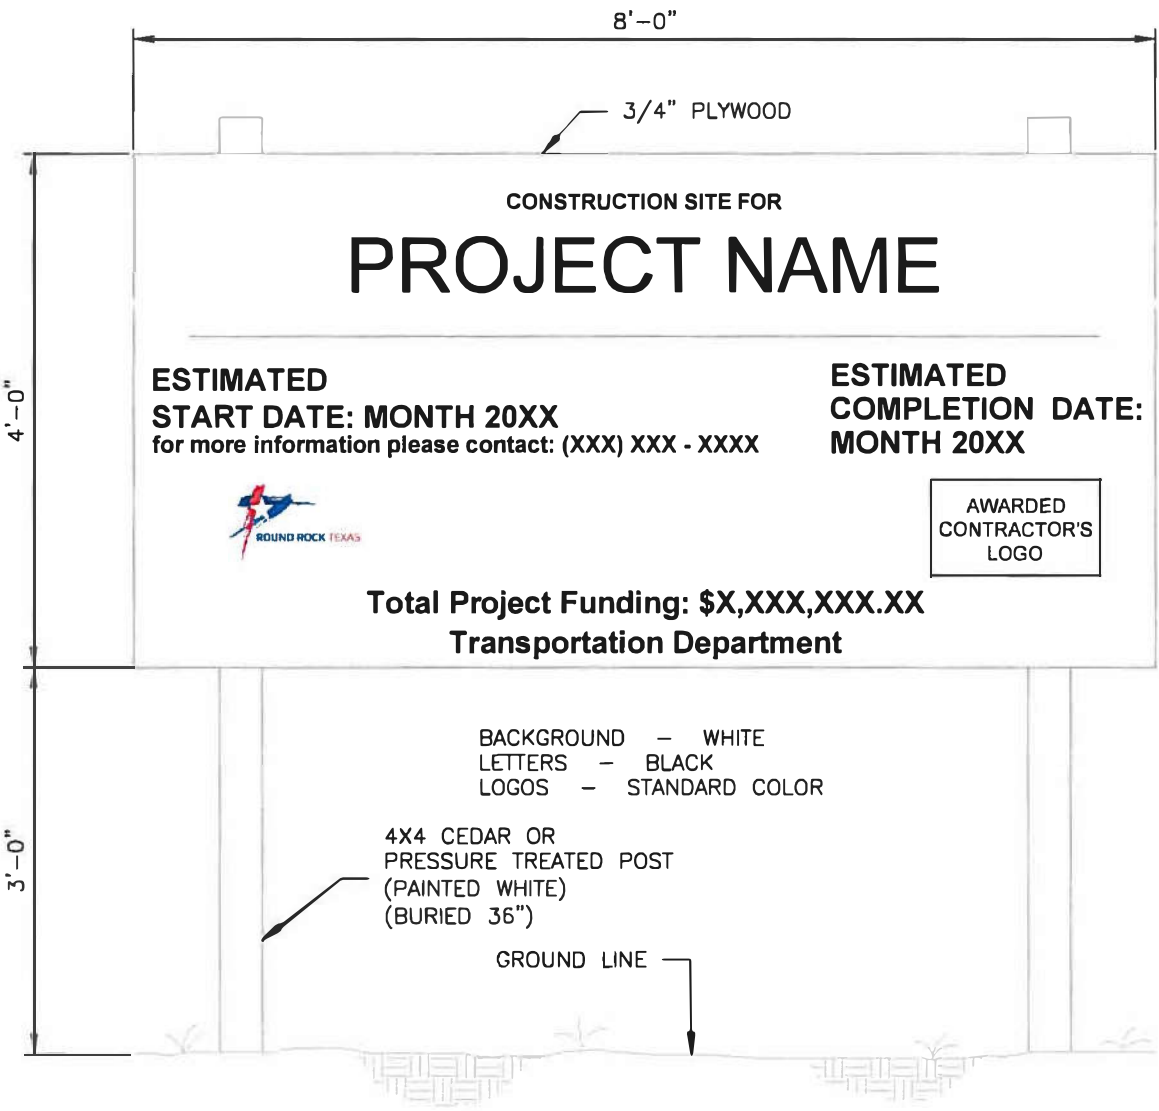 8'-0"
3/4" PLYWOOD
CONSTRUCTION SITE FOR
PROJECT NAME
4'-0"
ESTIMATED
START DATE: MONTH 20XX
for more information please contact: (XXX) XXX - XXXX
ESTIMATED
COMPLETION DATE:
MONTH 20XX
ROUND ROCK TEXAS
AWARDED
CONTRACTOR'S
LOGO
Total Project Funding: $X,XXX,XXX.XX
Transportation Department
3'-0"
BACKGROUND - WHITE
LETTERS - BLACK
LOGOS - STANDARD COLOR
4X4 CEDAR OR
PRESSURE TREATED POST
(PAINTED WHITE)
(BURIED 36")
GROUND LINE